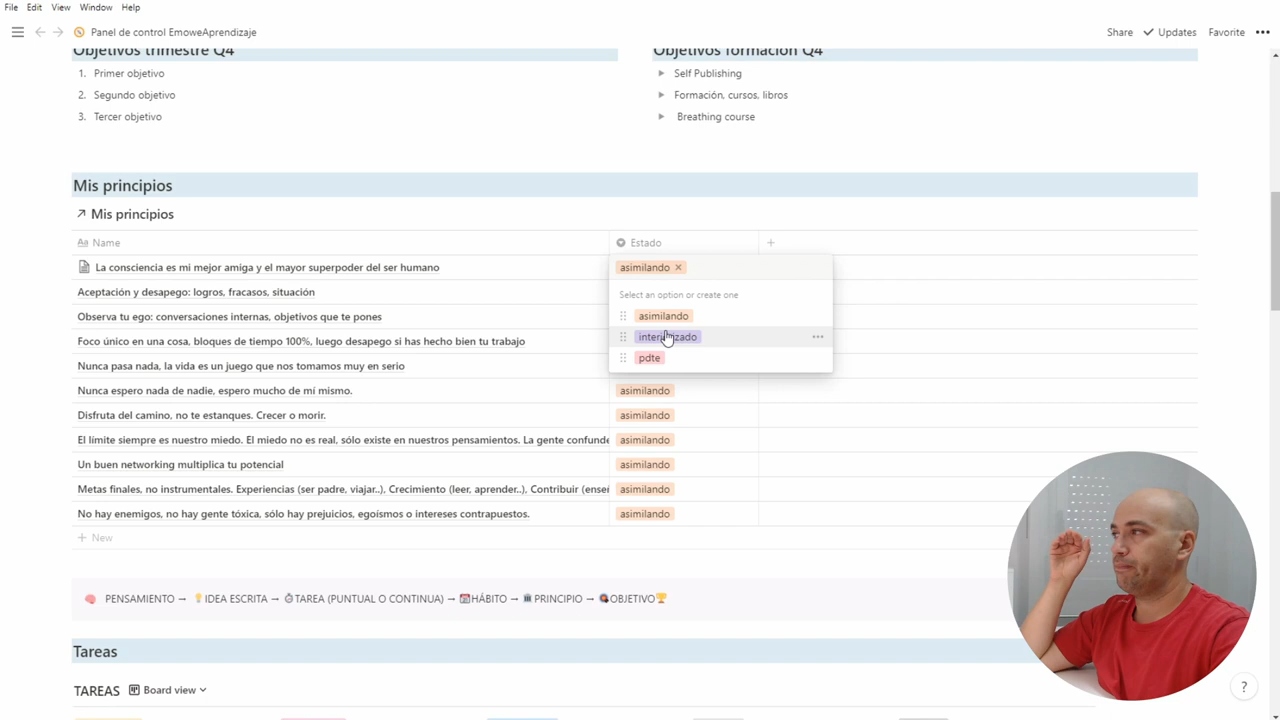 File Edit View Window Help
Panel de control EmoweAprendizaje Share Updates Favorite
Objetivos trimestre Q4
1. Primer objetivo
2. Segundo objetivo
3. Tercer objetivo
Objetivos formación Q4
Self Publishing
Formación, cursos, libros
Breathing course
Mis principios
Mis principios
Aa Name Estado
La consciencia es mi mejor amiga y el mayor superpoder del ser humano asimilando
Aceptación y desapego: logros, fracasos, situación
Observa tu ego: conversaciones internas, objetivos que te pones
Foco único en una cosa, bloques de tiempo 100%, luego desapego si has hecho bien tu trabajo
Nunca pasa nada, la vida es un juego que nos tomamos muy en serio
Select an option or create one
asimilando
pdte
Nunca espero nada de nadie, espero mucho de mí mismo. asimilando
Disfruta del camino, no te estanques. Crecer o morir. asimilando
El límite siempre es nuestro miedo. El miedo no es real, sólo existe en nuestros pensamientos. La gente confunde asimilando
Un buen networking multiplica tu potencial asimilando
Metas finales, no instrumentales. Experiencias (ser padre, viajar..), Crecimiento (leer, aprender..), Contribuir (enseñ asimilando
No hay enemigos, no hay gente tóxica, sólo hay prejuicios, egoísmos o intereses contrapuestos. asimilando
+ New
PENSAMIENTO → IDEA ESCRITA → TAREA (PUNTUAL O CONTINUA) → HÁBITO → PRINCIPIO → OBJETIVO
Tareas
TAREAS Board view
?